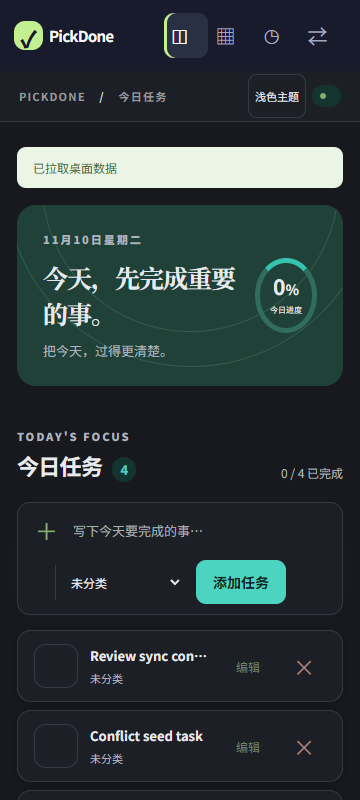 PickDone
PICKDONE / 今日任务
浅色主题
已拉取桌面数据
11月10日星期二
今天，先完成重要
的事。
把今天，过得更清楚。
0%
今日进度
TODAY'S FOCUS
今日任务 4
0 / 4 已完成
写下今天要完成的事…
未分类
添加任务
Review sync con…
未分类
编辑
Conflict seed task
未分类
编辑